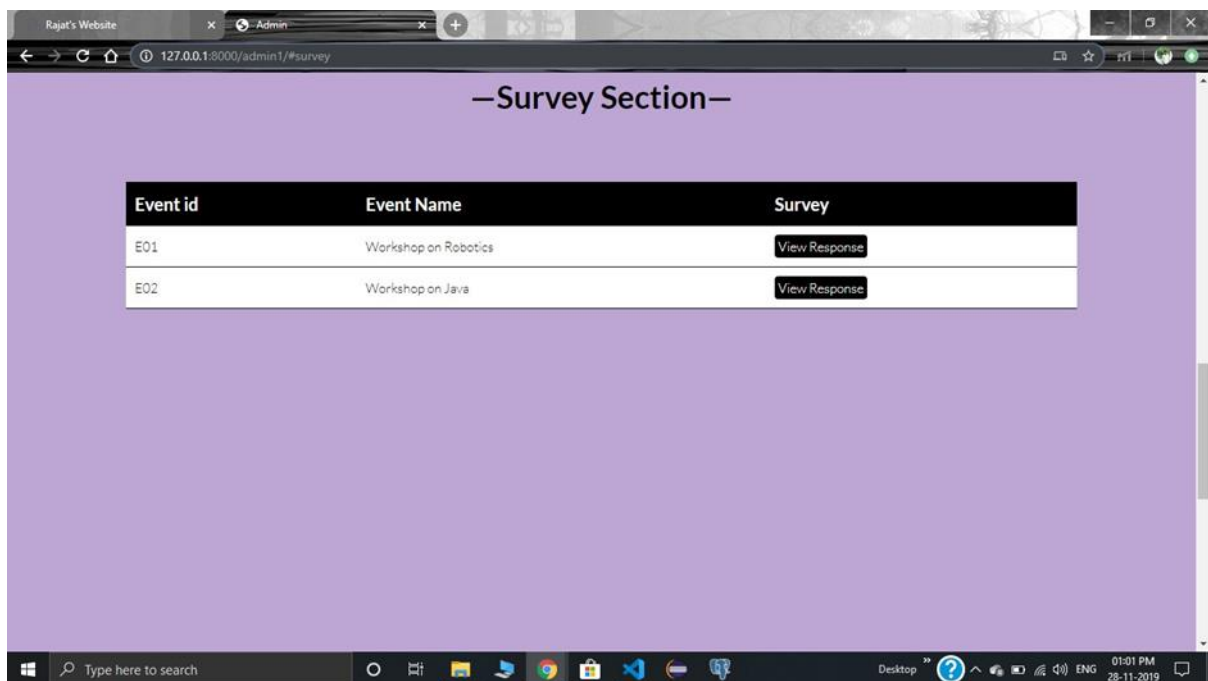 Rajat's Website
Admin
127.0.0.1:8000/admin1/#survey
—Survey Section—
Event id Event Name Survey
E01 Workshop on Robotics View Response
E02 Workshop on Java View Response
Type here to search
Desktop
ENG
01:01 PM
28-11-2019